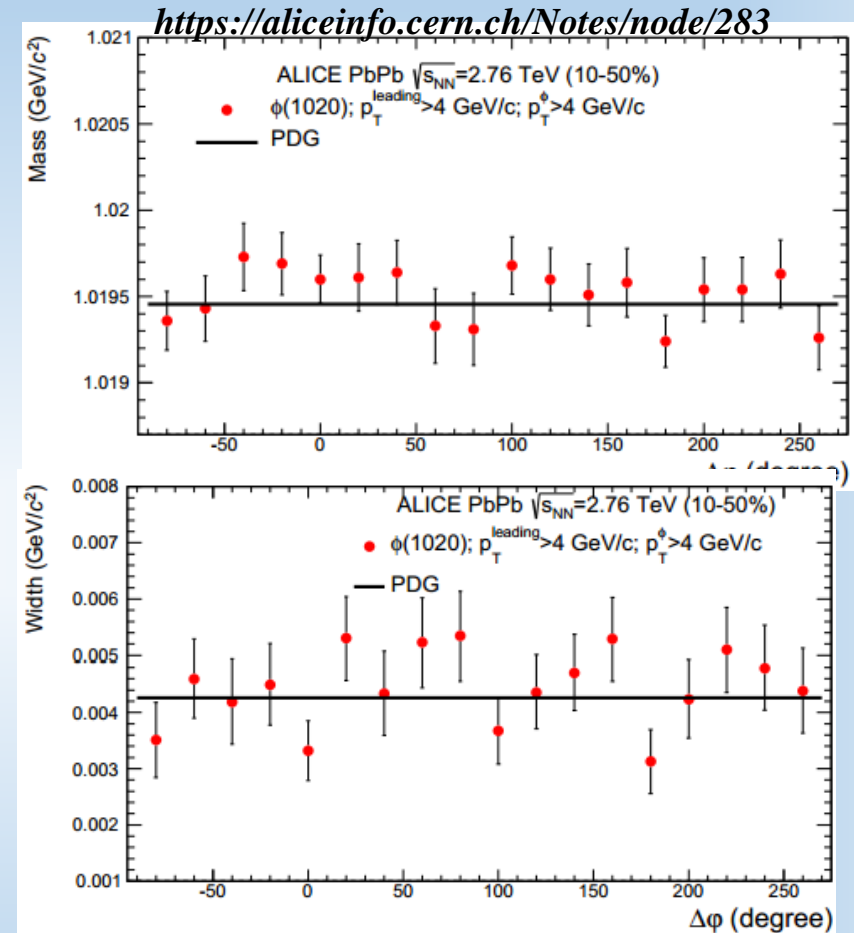 https://aliceinfo.cern.ch/Notes/node/283
1.021
ALICE PbPb √sNN=2.76 TeV (10-50%)
ϕ(1020); pTleading>4 GeV/c; pTϕ>4 GeV/c
PDG
Mass (GeV/c²)
1.0205
1.02
1.0195
1.019
-50 0 50 100 150 200 250
(degree)
0.008
ALICE PbPb √sNN=2.76 TeV (10-50%)
ϕ(1020); pTleading>4 GeV/c; pTϕ>4 GeV/c
PDG
Width (GeV/c²)
0.007
0.006
0.005
0.004
0.003
0.002
0.001
-50 0 50 100 150 200 250
Δφ (degree)